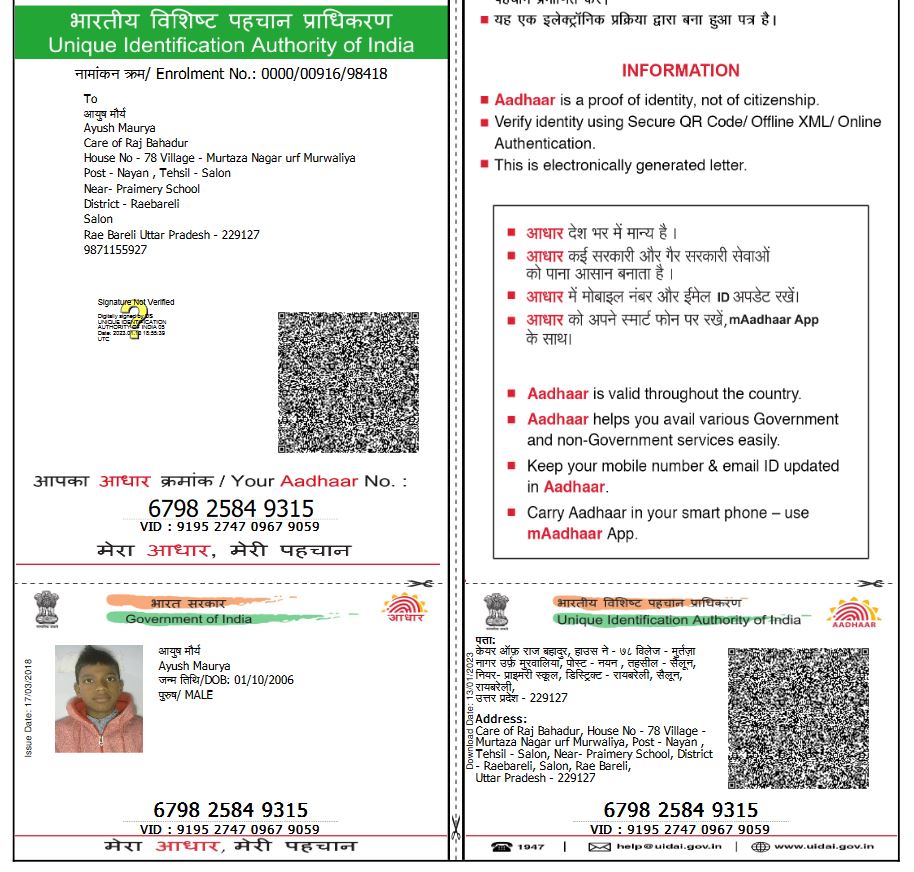 भारतीय विशिष्ट पहचान प्राधिकरण
Unique Identification Authority of India
नामांकन क्रम/ Enrolment No.: 0000/00916/98418
To
आयुष मौर्य
Ayush Maurya
Care of Raj Bahadur
House No - 78 Village - Murtaza Nagar urf Murwaliya
Post - Nayan , Tehsil - Salon
Near- Praimery School
District - Raebareli
Salon
Rae Bareli Uttar Pradesh - 229127
9871155927
Signature Not Verified
Digitally signed by DS
UNIQUE IDENTIFICATION
AUTHORITY OF INDIA 05
UTC
आपका आधार क्रमांक / Your Aadhaar No. :
6798 2584 9315
VID : 9195 2747 0967 9059
मेरा आधार, मेरी पहचान
यह एक इलेक्ट्रॉनिक प्रक्रिया द्वारा बना हुआ पत्र है।
INFORMATION
Aadhaar is a proof of identity, not of citizenship.
Verify identity using Secure QR Code/ Offline XML/ Online
Authentication.
This is electronically generated letter.
आधार देश भर में मान्य है ।
आधार कई सरकारी और गैर सरकारी सेवाओं
को पाना आसान बनाता है ।
आधार में मोबाइल नंबर और ईमेल ID अपडेट रखें।
आधार को अपने स्मार्ट फोन पर रखें, mAadhaar App
के साथ।
Aadhaar is valid throughout the country.
Aadhaar helps you avail various Government
and non-Government services easily.
Keep your mobile number & email ID updated
in Aadhaar.
Carry Aadhaar in your smart phone – use
mAadhaar App.
भारत सरकार
Government of India
आधार
Issue Date: 17/03/2018
आयुष मौर्य
Ayush Maurya
जन्म तिथि/DOB: 01/10/2006
पुरुष/ MALE
6798 2584 9315
VID : 9195 2747 0967 9059
मेरा आधार, मेरी पहचान
भारतीय विशिष्ट पहचान प्राधिकरण
Unique Identification Authority of India
AADHAAR
Download Date: 13/01/2023
पता:
केयर ऑफ़ राज बहादुर, हाउस ने - ७८ विलेज - मुर्तज़ा
नागर उर्फ़ मुरवालिया, पोस्ट - नयन , तहसील - सैलून,
नियर- प्राइमरी स्कूल, डिस्ट्रिक्ट - रायबरेली, सैलून,
रायबरेली,
उत्तर प्रदेश - 229127
Address:
Care of Raj Bahadur, House No - 78 Village -
Murtaza Nagar urf Murwaliya, Post - Nayan ,
Tehsil - Salon, Near- Praimery School, District
- Raebareli, Salon, Rae Bareli,
Uttar Pradesh - 229127
6798 2584 9315
VID : 9195 2747 0967 9059
1947 | help@uidai.gov.in | www.uidai.gov.in